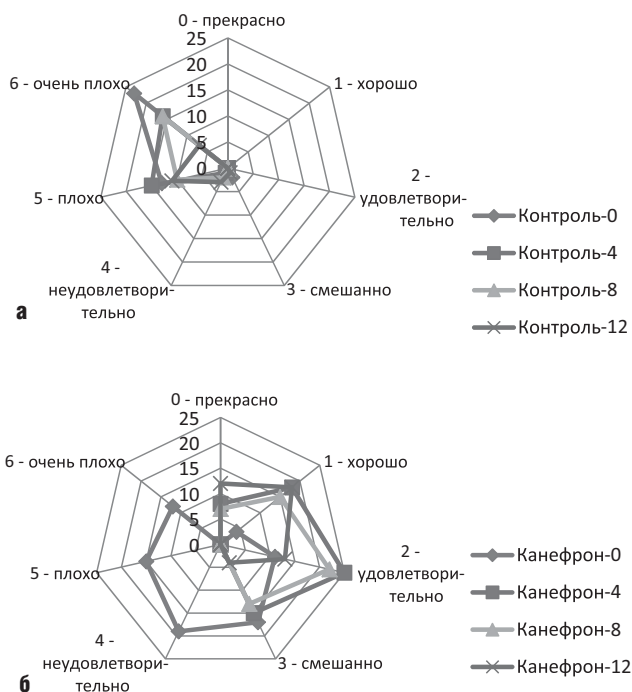 0 - прекрасно
25
20
15
10
5
0
6 - очень плохо
1 - хорошо
2 -
удовлетвори-
тельно
5 - плохо
4 -
неудовлетвори-
тельно
3 - смешанно
Контроль-0
Контроль-4
Контроль-8
Контроль-12
а
0 - прекрасно
25
20
15
10
5
0
6 - очень плохо
1 - хорошо
2 -
удовлетвори-
тельно
5 - плохо
4 -
неудовлетвори-
тельно
3 - смешанно
Канефрон-0
Канефрон-4
Канефрон-8
Канефрон-12
б